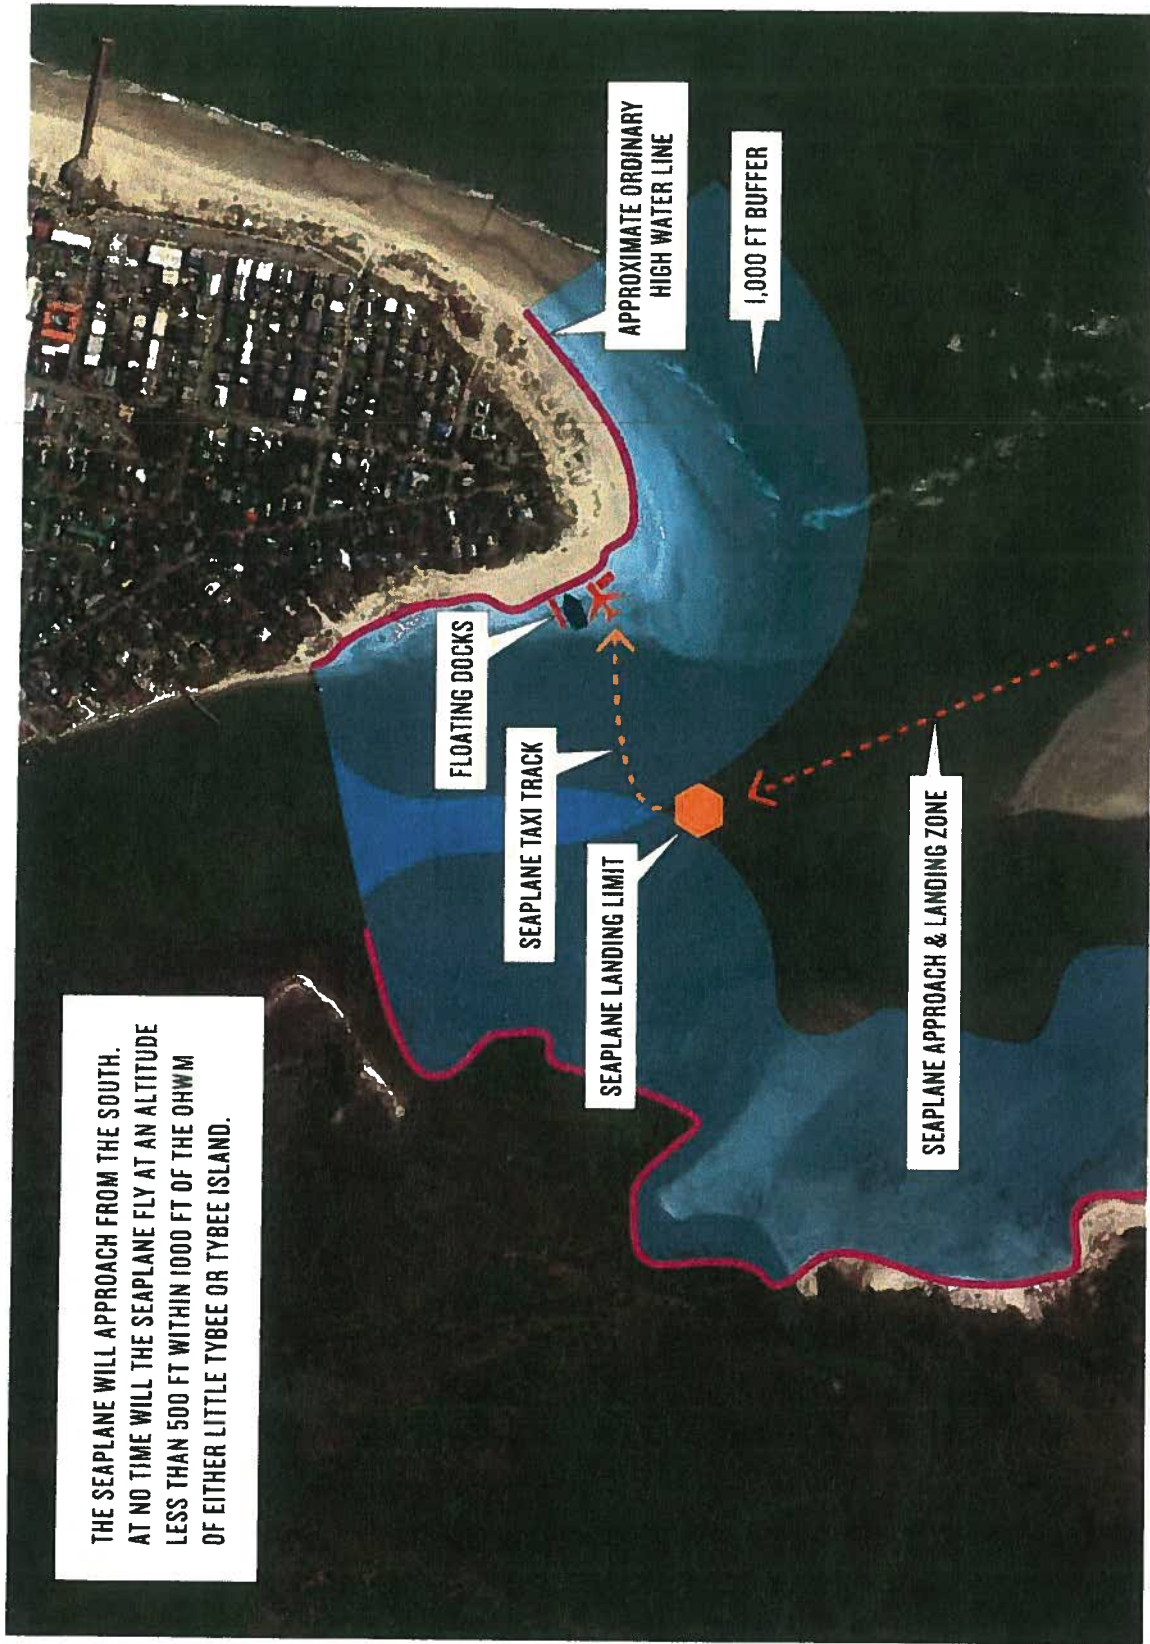 THE SEAPLANE WILL APPROACH FROM THE SOUTH.
AT NO TIME WILL THE SEAPLANE FLY AT AN ALTITUDE
LESS THAN 500 FT WITHIN 1000 FT OF THE OHWM
OF EITHER LITTLE TYBEE OR TYBEE ISLAND.
FLOATING DOCKS
SEAPLANE TAXI TRACK
SEAPLANE LANDING LIMIT
APPROXIMATE ORDINARY
HIGH WATER LINE
1,000 FT BUFFER
SEAPLANE APPROACH & LANDING ZONE